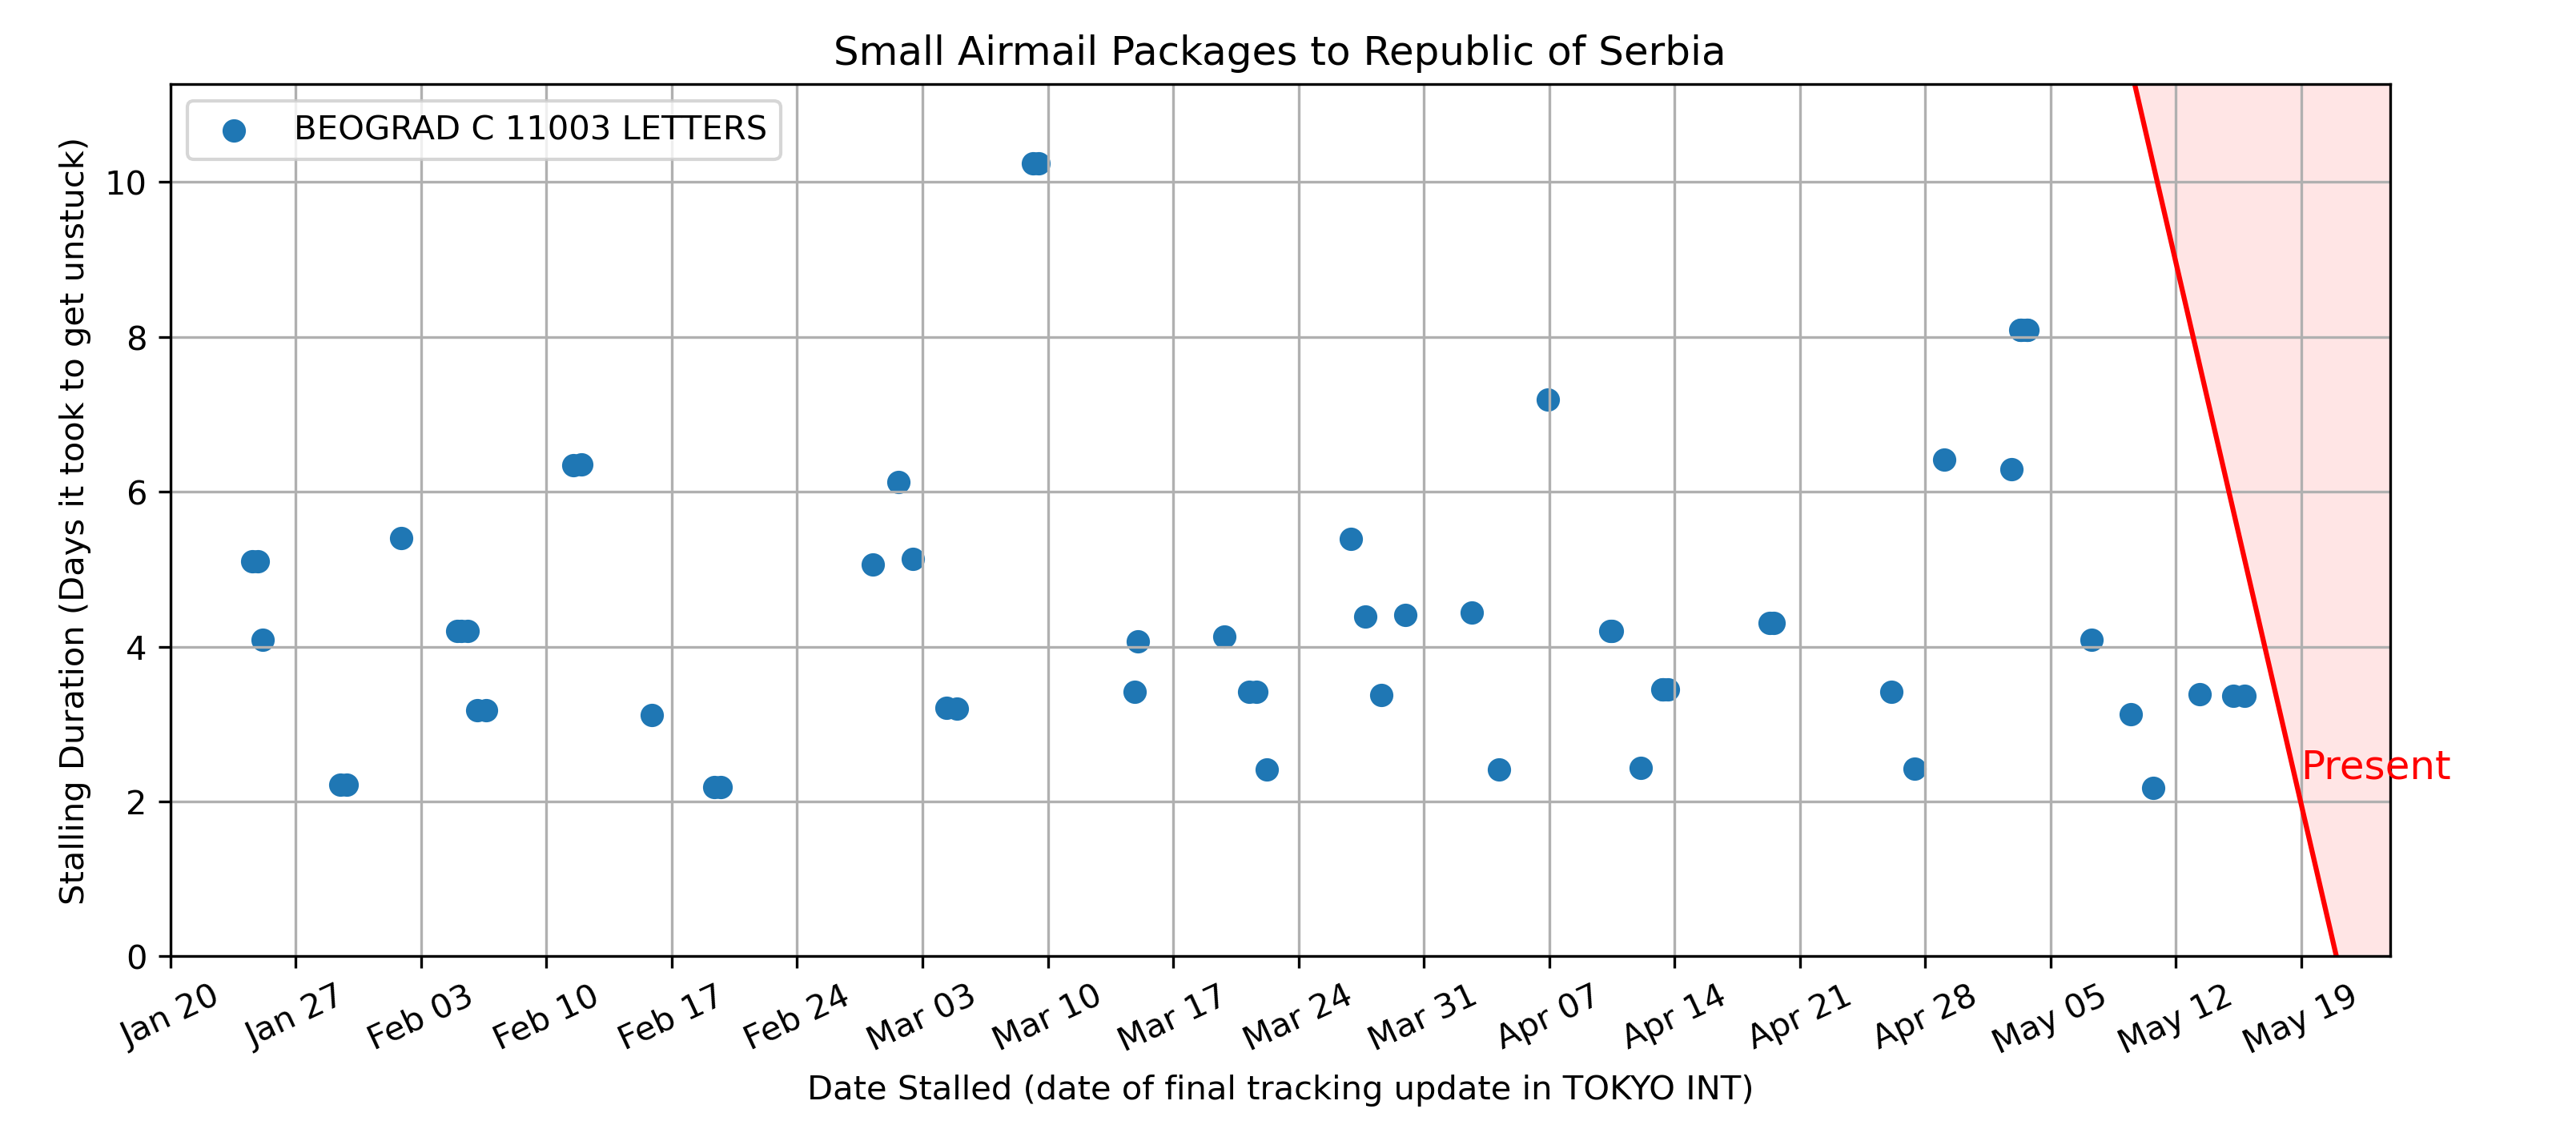 Small Airmail Packages to Republic of Serbia
BEOGRAD C 11003 LETTERS
Stalling Duration (Days it took to get unstuck)
10
8
6
4
2
0
Present
Jan 20
Jan 27
Feb 03
Feb 10
Feb 17
Feb 24
Mar 03
Mar 10
Mar 17
Mar 24
Mar 31
Apr 07
Apr 14
Apr 21
Apr 28
May 05
May 12
May 19
Date Stalled (date of final tracking update in TOKYO INT)